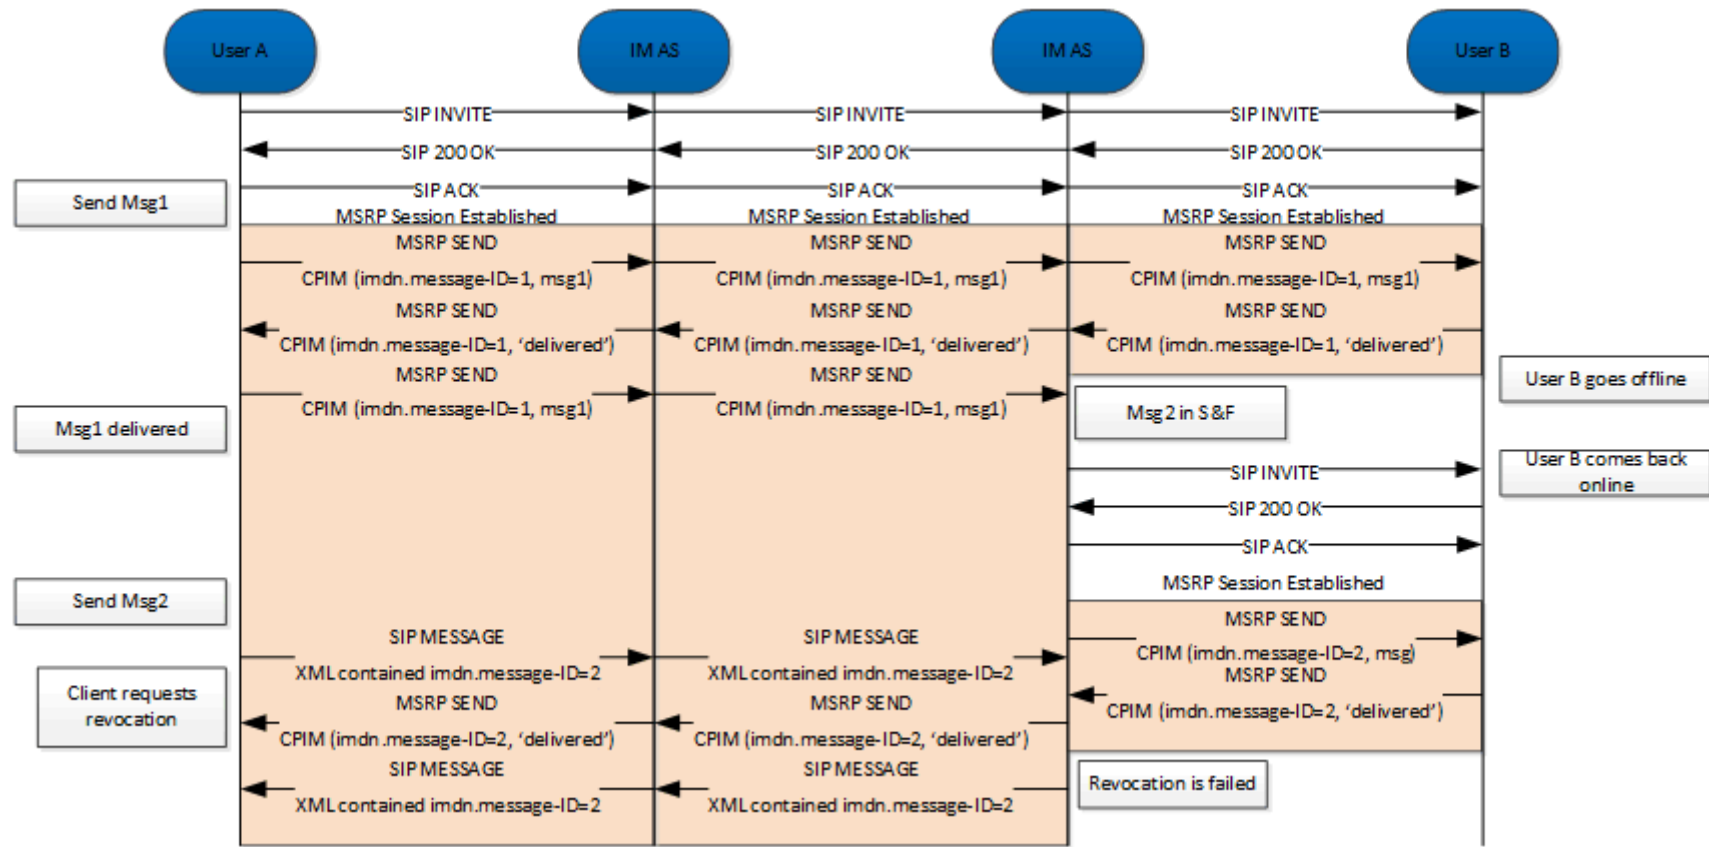 User A
IM AS
IM AS
User B
SIP INVITE
SIP INVITE
SIP INVITE
SIP 200 OK
SIP 200 OK
SIP 200 OK
Send Msg1
SIP ACK
SIP ACK
SIP ACK
MSRP Session Established
MSRP Session Established
MSRP Session Established
MSRP SEND
MSRP SEND
MSRP SEND
CPIM (imdn.message-ID=1, msg1)
CPIM (imdn.message-ID=1, msg1)
CPIM (imdn.message-ID=1, msg1)
MSRP SEND
MSRP SEND
MSRP SEND
CPIM (imdn.message-ID=1, ‘delivered’)
CPIM (imdn.message-ID=1, ‘delivered’)
CPIM (imdn.message-ID=1, ‘delivered’)
MSRP SEND
MSRP SEND
User B goes offline
CPIM (imdn.message-ID=1, msg1)
CPIM (imdn.message-ID=1, msg1)
Msg2 in S&F
Msg1 delivered
SIP INVITE
User B comes back
online
SIP 200 OK
SIP ACK
MSRP Session Established
Send Msg2
MSRP SEND
SIP MESSAGE
SIP MESSAGE
CPIM (imdn.message-ID=2, msg)
XML contained imdn.message-ID=2
XML contained imdn.message-ID=2
MSRP SEND
Client requests
revocation
MSRP SEND
MSRP SEND
CPIM (imdn.message-ID=2, ‘delivered’)
CPIM (imdn.message-ID=2, ‘delivered’)
CPIM (imdn.message-ID=2, ‘delivered’)
SIP MESSAGE
SIP MESSAGE
Revocation is failed
XML contained imdn.message-ID=2
XML contained imdn.message-ID=2